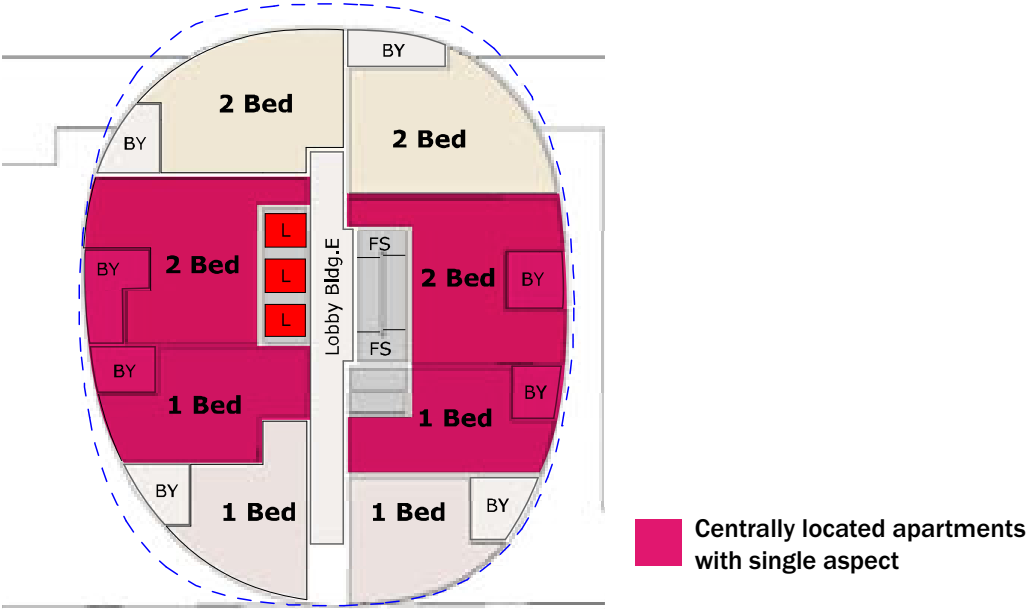 BY
2 Bed
2 Bed
BY
L
FS
BY
2 Bed
L
Lobby Bldg.E
2 Bed
BY
L
FS
BY
1 Bed
1 Bed
BY
BY
1 Bed
1 Bed
BY
Centrally located apartments
with single aspect